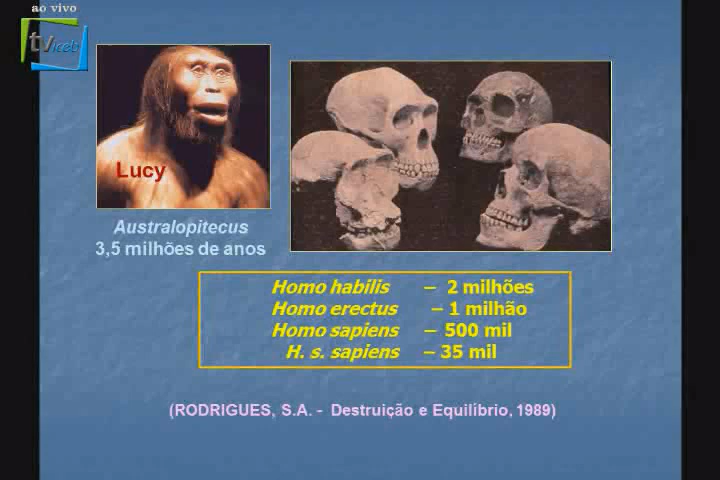 ao vivo
tv web
Lucy
Australopitecus
3,5 milhões de anos
Homo habilis – 2 milhões
Homo erectus – 1 milhão
Homo sapiens – 500 mil
H. s. sapiens – 35 mil
(RODRIGUES, S.A. - Destruição e Equilíbrio, 1989)